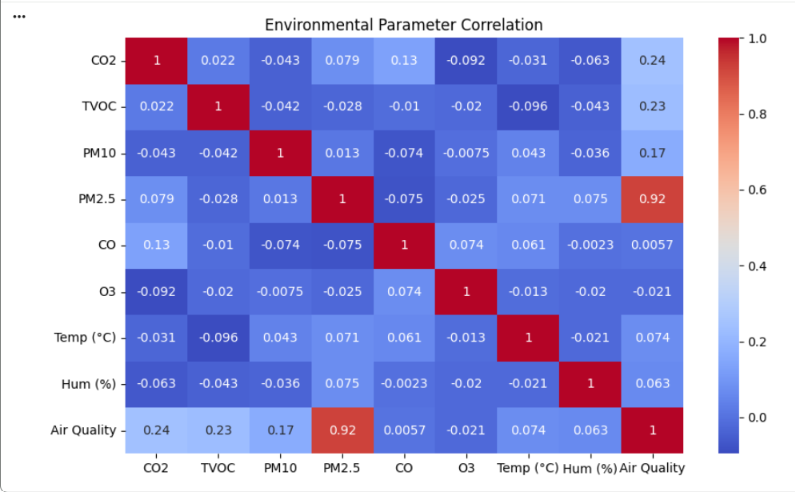 ...
Environmental Parameter Correlation
CO2 1 0.022 -0.043 0.079 0.13 -0.092 -0.031 -0.063 0.24
TVOC 0.022 1 -0.042 -0.028 -0.01 -0.02 -0.096 -0.043 0.23
PM10 -0.043 -0.042 1 0.013 -0.074 -0.0075 0.043 -0.036 0.17
PM2.5 0.079 -0.028 0.013 1 -0.075 -0.025 0.071 0.075 0.92
CO 0.13 -0.01 -0.074 -0.075 1 0.074 0.061 -0.0023 0.0057
O3 -0.092 -0.02 -0.0075 -0.025 0.074 1 -0.013 -0.02 -0.021
Temp (°C) -0.031 -0.096 0.043 0.071 0.061 -0.013 1 -0.021 0.074
Hum (%) -0.063 -0.043 -0.036 0.075 -0.0023 -0.02 -0.021 1 0.063
Air Quality 0.24 0.23 0.17 0.92 0.0057 -0.021 0.074 0.063 1
CO2 TVOC PM10 PM2.5 CO O3 Temp (°C) Hum (%) Air Quality
1.0
0.8
0.6
0.4
0.2
0.0